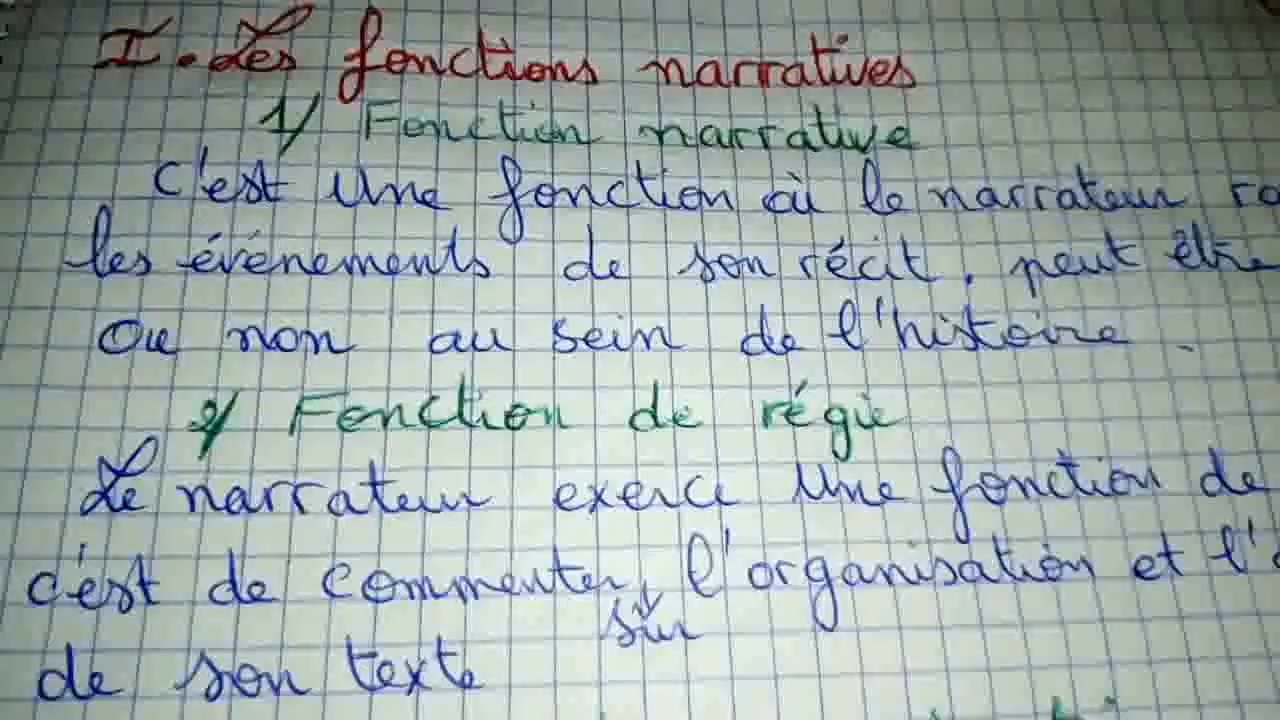 I. Les fonctions narratives
1/ Fonction narrative
C'est une fonction où le narrateur
les événements de son récit, peut être
Ou non au sein de l'histoire.
2/ Fonction de régie
Le narrateur exerce une fonction de
c'est de commenter l'organisation et
sur
de son texte